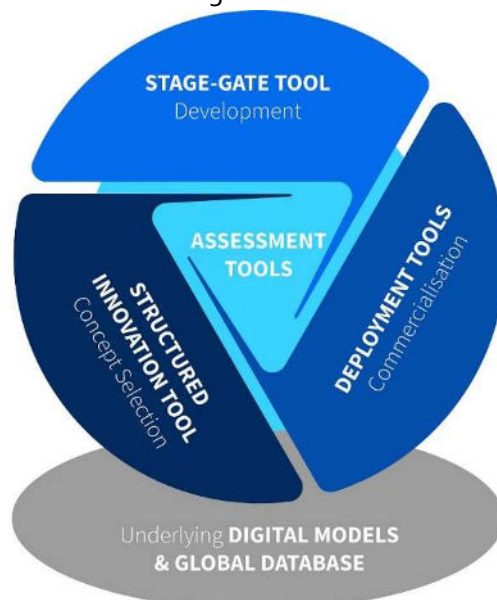 STAGE-GATE TOOL
Development
ASSESSMENT
TOOLS
DEPLOYMENT TOOLS
Commercialisation
STRUCTURED
INNOVATION TOOL
Concept Selection
Underlying DIGITAL MODELS
& GLOBAL DATABASE